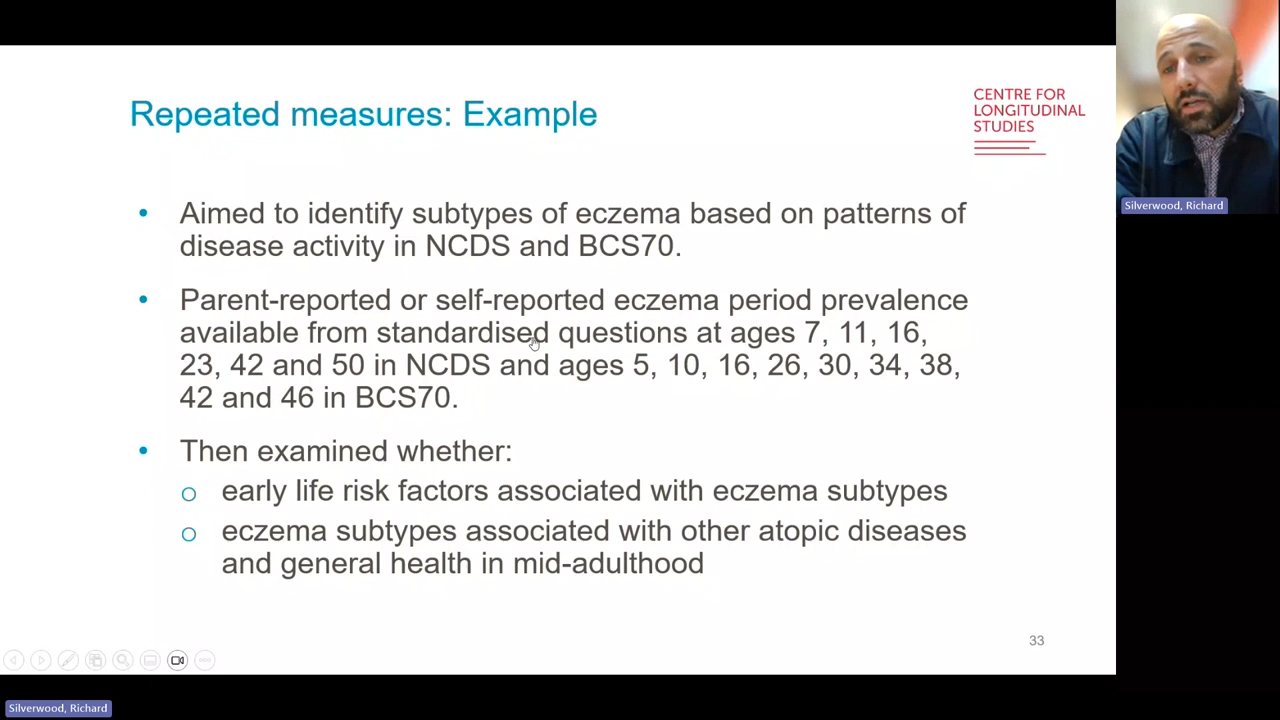 Repeated measures: Example
CENTRE FOR
LONGITUDINAL
STUDIES
• Aimed to identify subtypes of eczema based on patterns of
disease activity in NCDS and BCS70.
• Parent-reported or self-reported eczema period prevalence
available from standardised questions at ages 7, 11, 16,
23, 42 and 50 in NCDS and ages 5, 10, 16, 26, 30, 34, 38,
42 and 46 in BCS70.
• Then examined whether:
o early life risk factors associated with eczema subtypes
o eczema subtypes associated with other atopic diseases
and general health in mid-adulthood
33
Silverwood, Richard
Silverwood, Richard